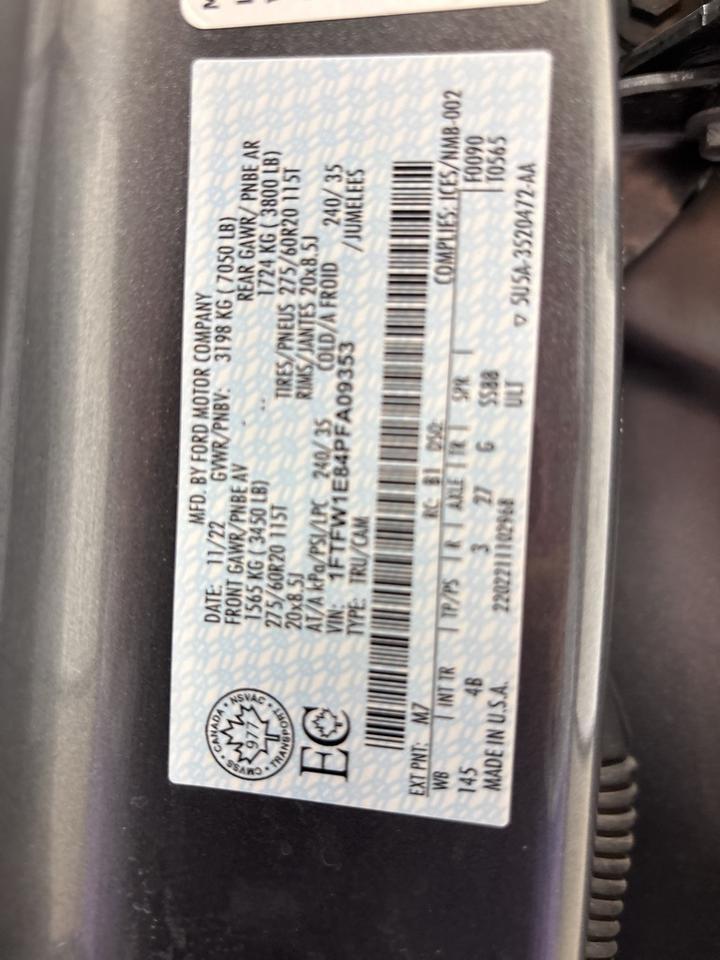 MFD. BY FORD MOTOR COMPANY
DATE: 11/22 GVWR/PNBV: 3198 KG ( 7050 LB)
FRONT GAWR/PNBE AV REAR GAWR/ PNBE AR
1565 KG ( 3450 LB) 1724 KG ( 3800 LB)
275/60R20 115T TIRES/PNEUS 275/60R20 115T
20x8.5J RIMS/JANTES 20x8.5J
AT/A kPa/PSI/LPC 240/ 35 COLD/A FROID 240/ 35
VIN: 1FTFW1E84PFA09353 /JUMELEES
TYPE: TRU/CAM
CANADA • NSVAC • TRANSPORT • CMVSS •
977
EC
RC: B1 DSO: COMPLIES: ICES/NMB-002
EXT PNT: M7 F0090
WB INT TR TP/PS R AXLE TR SPR T0565
145 4B 3 27 G SS88
MADE IN U.S.A. 2202211102968 ULT ▽ 5U5A-3520472-AA